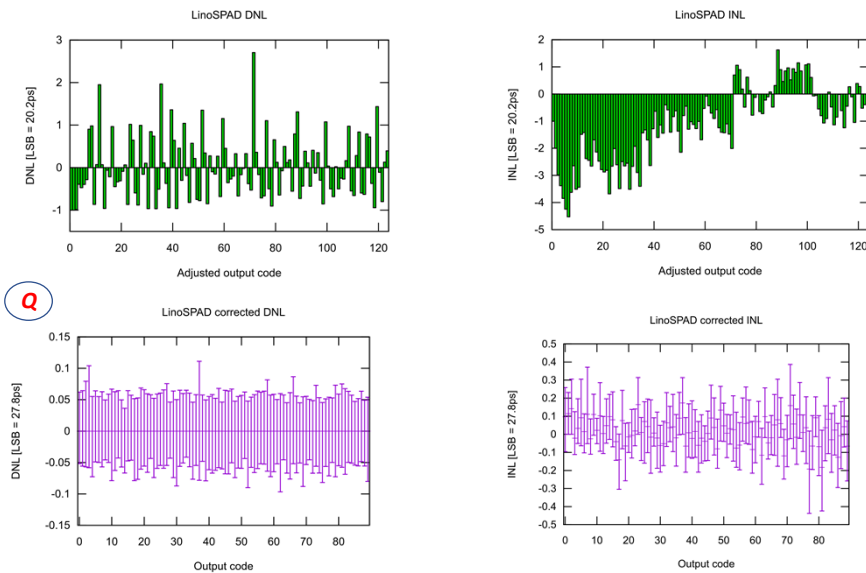 LinoSPAD DNL
DNL [LSB = 20.2ps]
3
2
1
0
-1
0 20 40 60 80 100 120
Adjusted output code
LinoSPAD INL
INL [LSB = 20.2ps]
2
1
0
-1
-2
-3
-4
-5
0 20 40 60 80 100 120
Adjusted output code
Q
LinoSPAD corrected DNL
DNL [LSB = 27.8ps]
0.15
0.1
0.05
0
-0.05
-0.1
-0.15
0 10 20 30 40 50 60 70 80
Output code
LinoSPAD corrected INL
INL [LSB = 27.8ps]
0.5
0.4
0.3
0.2
0.1
0
-0.1
-0.2
-0.3
-0.4
-0.5
0 10 20 30 40 50 60 70 80
Output code